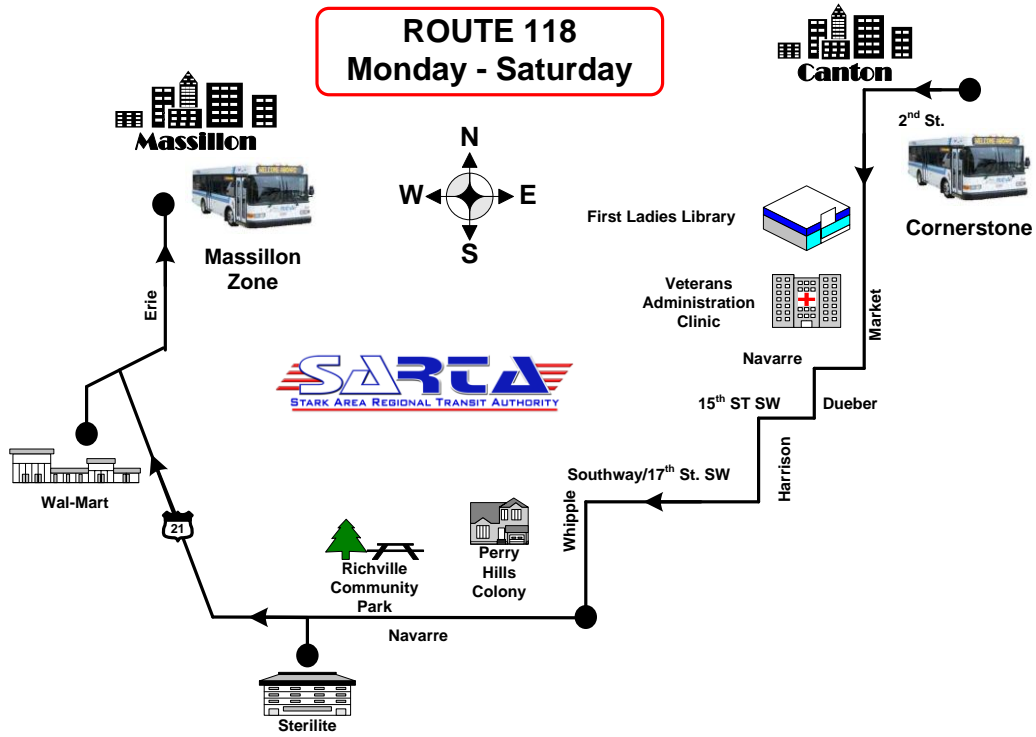 ROUTE 118
Monday - Saturday
Canton
Massillon
2nd St.
Cornerstone
N
W
E
S
First Ladies Library
Massillon
Zone
Veterans
Administration
Clinic
Market
Erie
Navarre
SARTA
STARK AREA REGIONAL TRANSIT AUTHORITY
15th ST SW
Dueber
Harrison
Southway/17th St. SW
Whipple
Wal-Mart
21
Perry
Hills
Colony
Richville
Community
Park
Navarre
Sterilite